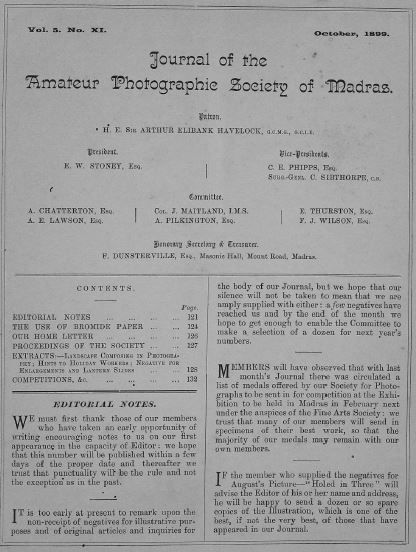 Vol. 5. No. XI.
October, 1899.
Journal of the
Amateur Photographic Society of Madras.
Patron.
H. E. Sir ARTHUR ELIBANK HAVELOCK, G.C.M.G., G.C.I.E.
President.
E. W. STONEY, Esq.
Vice-Presidents.
C. E. PHIPPS, Esq.
Surg.-Genl. C. SIBTHORPE, C.B.
Committee.
A. CHATTERTON, Esq.
A. E. LAWSON, Esq.
Col. J. MAITLAND, I.M.S.
A. PILKINGTON, Esq.
E. THURSTON, Esq.
F. J. WILSON, Esq.
Honorary Secretary & Treasurer.
F. DUNSTERVILLE, Esq., Masonic Hall, Mount Road, Madras.
CONTENTS.
Page.
EDITORIAL NOTES ... ... ... 121
THE USE OF BROMIDE PAPER ... ... 124
OUR HOME LETTER ... ... ... 126
PROCEEDINGS OF THE SOCIETY ... ... 127
EXTRACTS:—Landscape Composing in Photogra-
phy; Hints to Holiday Workers; Negative for
Enlargements and Lantern Slides ... 128
COMPETITIONS, &c. ... ... ... 132
EDITORIAL NOTES.
WE must first thank those of our members
who have taken an early opportunity of
writing encouraging notes to us on our first
appearance in the capacity of Editor: we hope
that this number will be published within a few
days of the proper date and thereafter we
trust that punctuality will be the rule and not
the exception as in the past.
IT is too early at present to remark upon the
non-receipt of negatives for illustrative pur-
poses and of original articles and inquiries for
the body of our Journal, but we hope that our
silence will not be taken to mean that we are
amply supplied with either: a few negatives have
reached us and by the end of the month we
hope to get enough to enable the Committee to
make a selection of a dozen for next year's
numbers.
MEMBERS will have observed that with last
month's Journal there was circulated a
list of medals offered by our Society for Photo-
graphs to be sent in for competition at the Exhi-
bition to be held in Madras in February next
under the auspices of the Fine Arts Society: we
trust that many of our members will send in
specimens of their best work, so that the
majority of our medals may remain with our
own members.
IF the member who supplied the negatives for
August's Picture—"Holed in Three" will
advise the Editor of his or her name and address,
he will be happy to send a dozen or so spare
copies of the Illustration, which is one of the
best, if not the very best, of those that have
appeared in our Journal.